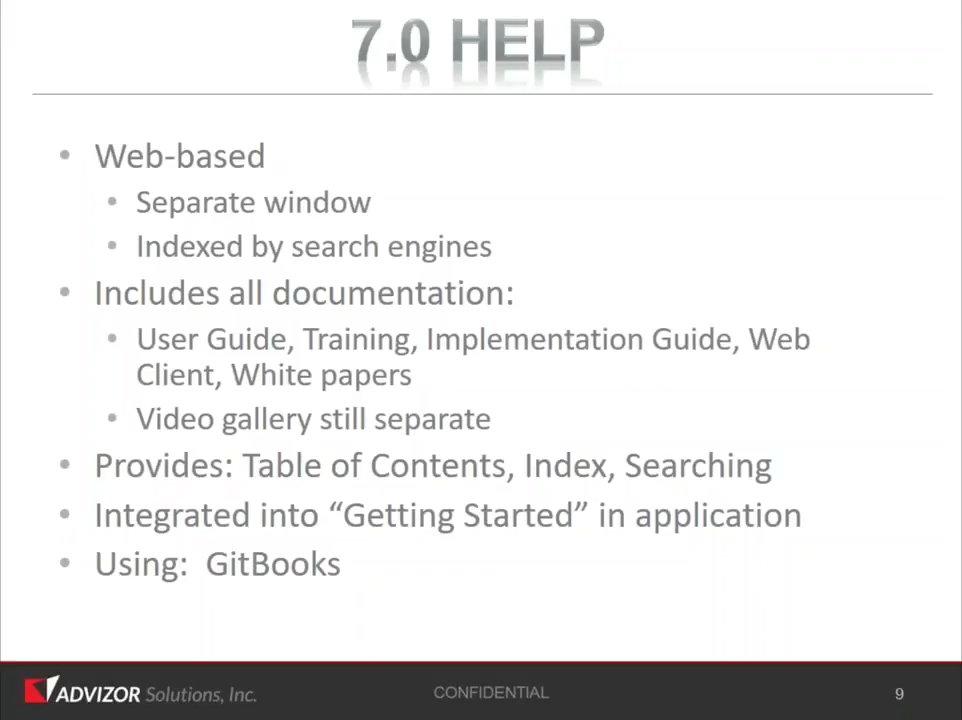 7.0 HELP
• Web-based
• Separate window
• Indexed by search engines
• Includes all documentation:
• User Guide, Training, Implementation Guide, Web
Client, White papers
• Video gallery still separate
• Provides: Table of Contents, Index, Searching
• Integrated into “Getting Started” in application
• Using:  GitBooks
ADVIZOR Solutions, Inc.
CONFIDENTIAL
9